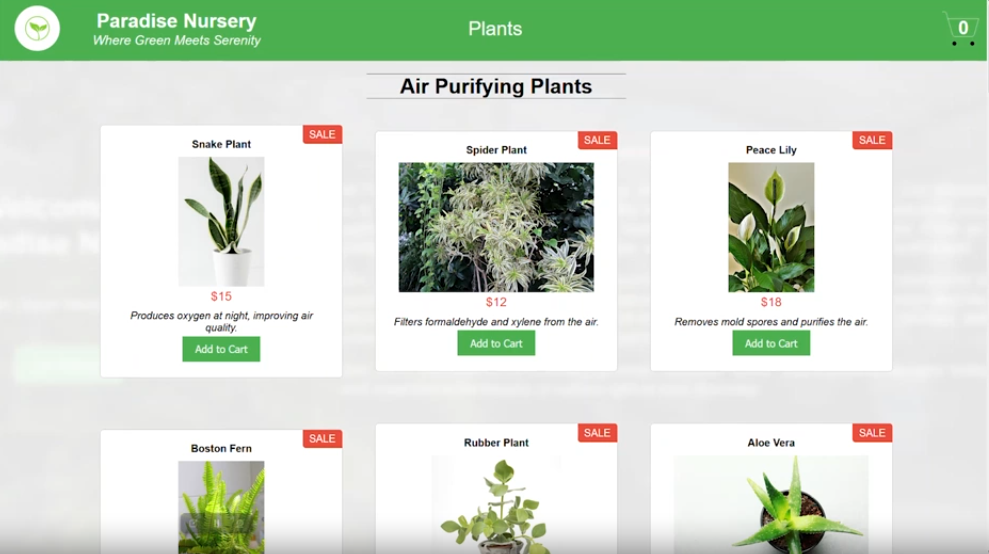 Paradise Nursery
Where Green Meets Serenity
Plants
0
Air Purifying Plants
SALE
Snake Plant
$15
Produces oxygen at night, improving air
quality.
Add to Cart
SALE
Spider Plant
$12
Filters formaldehyde and xylene from the air.
Add to Cart
SALE
Peace Lily
$18
Removes mold spores and purifies the air.
Add to Cart
SALE
Boston Fern
SALE
Rubber Plant
SALE
Aloe Vera